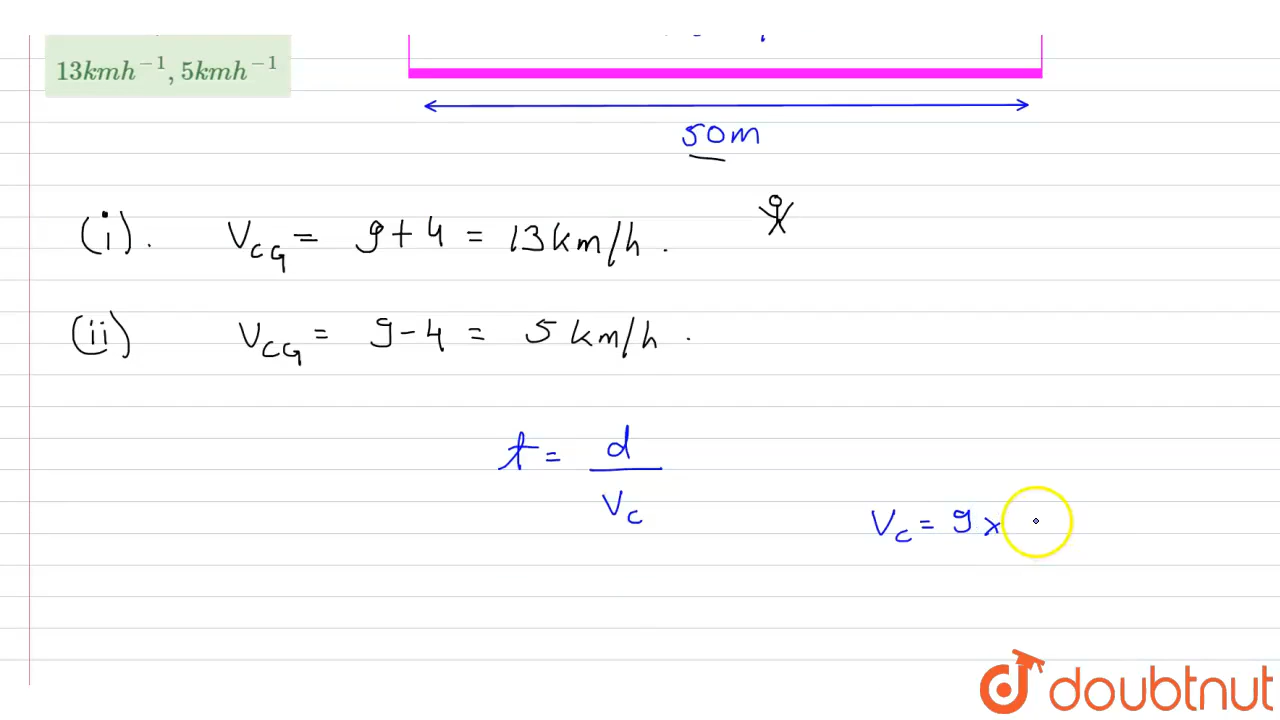 13kmh⁻¹, 5kmh⁻¹
50m
(i). V_CG = 9 + 4 = 13 km/h.
(ii) V_CG = 9 - 4 = 5 km/h.
t = d / V_C
V_C = 9 ×
doubtnut